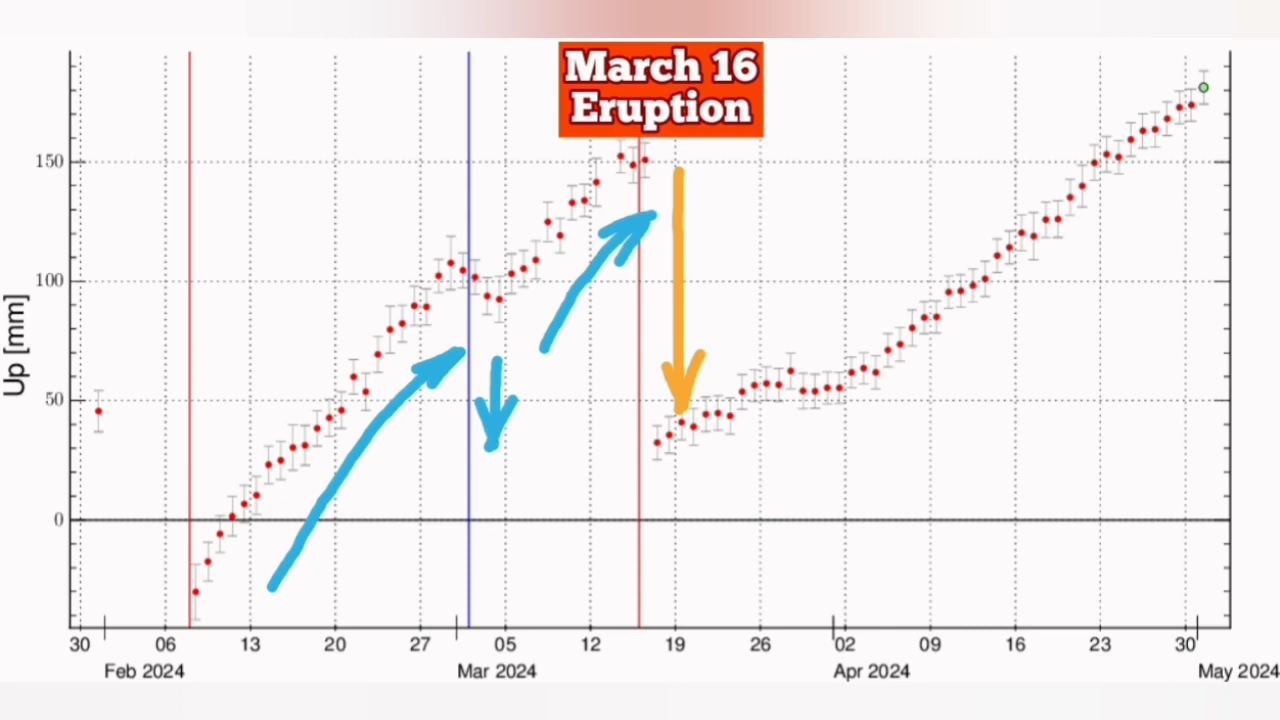 March 16
Eruption
Up [mm]
150
100
50
0
30 06 13 20 27 05 12 19 26 02 09 16 23 30
Feb 2024 Mar 2024 Apr 2024 May 2024